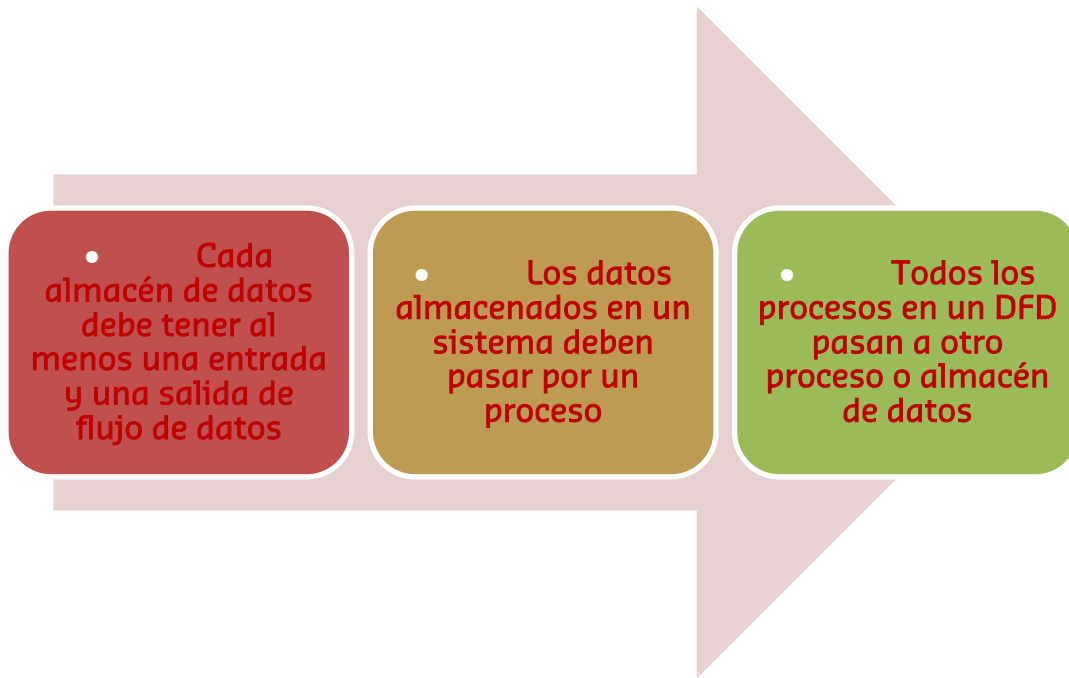 • Cada
almacén de datos
debe tener al
menos una entrada
y una salida de
flujo de datos
• Los datos
almacenados en un
sistema deben
pasar por un
proceso
• Todos los
procesos en un DFD
pasan a otro
proceso o almacén
de datos